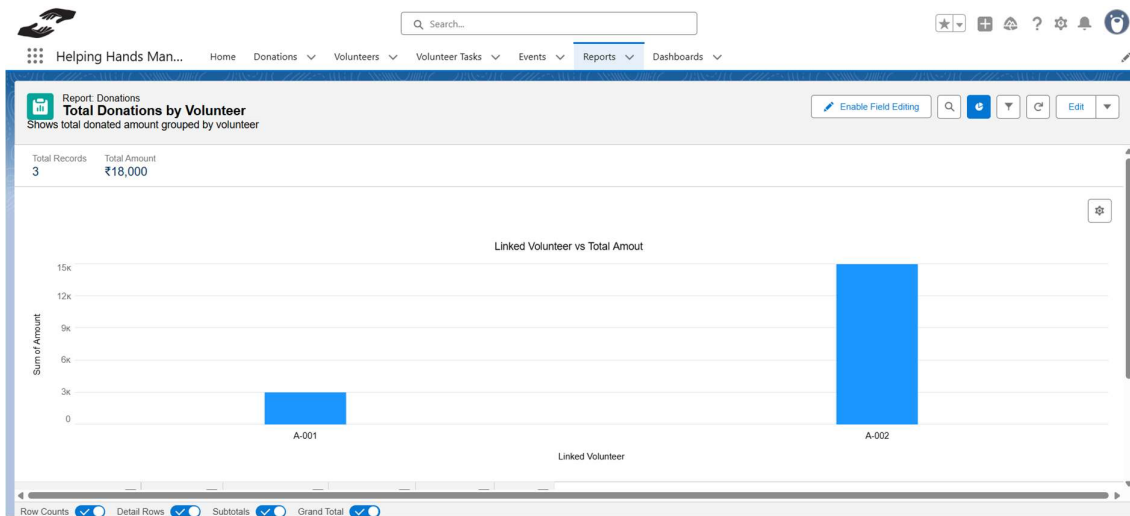 Search...
Helping Hands Man...
Home
Donations
Volunteers
Volunteer Tasks
Events
Reports
Dashboards
Report: Donations
Total Donations by Volunteer
Shows total donated amount grouped by volunteer
Enable Field Editing
Edit
Total Records
Total Amount
3
₹18,000
Linked Volunteer vs Total Amout
15K
12K
9K
6K
3K
0
Sum of Amount
A-001
A-002
Linked Volunteer
Row Counts
Detail Rows
Subtotals
Grand Total